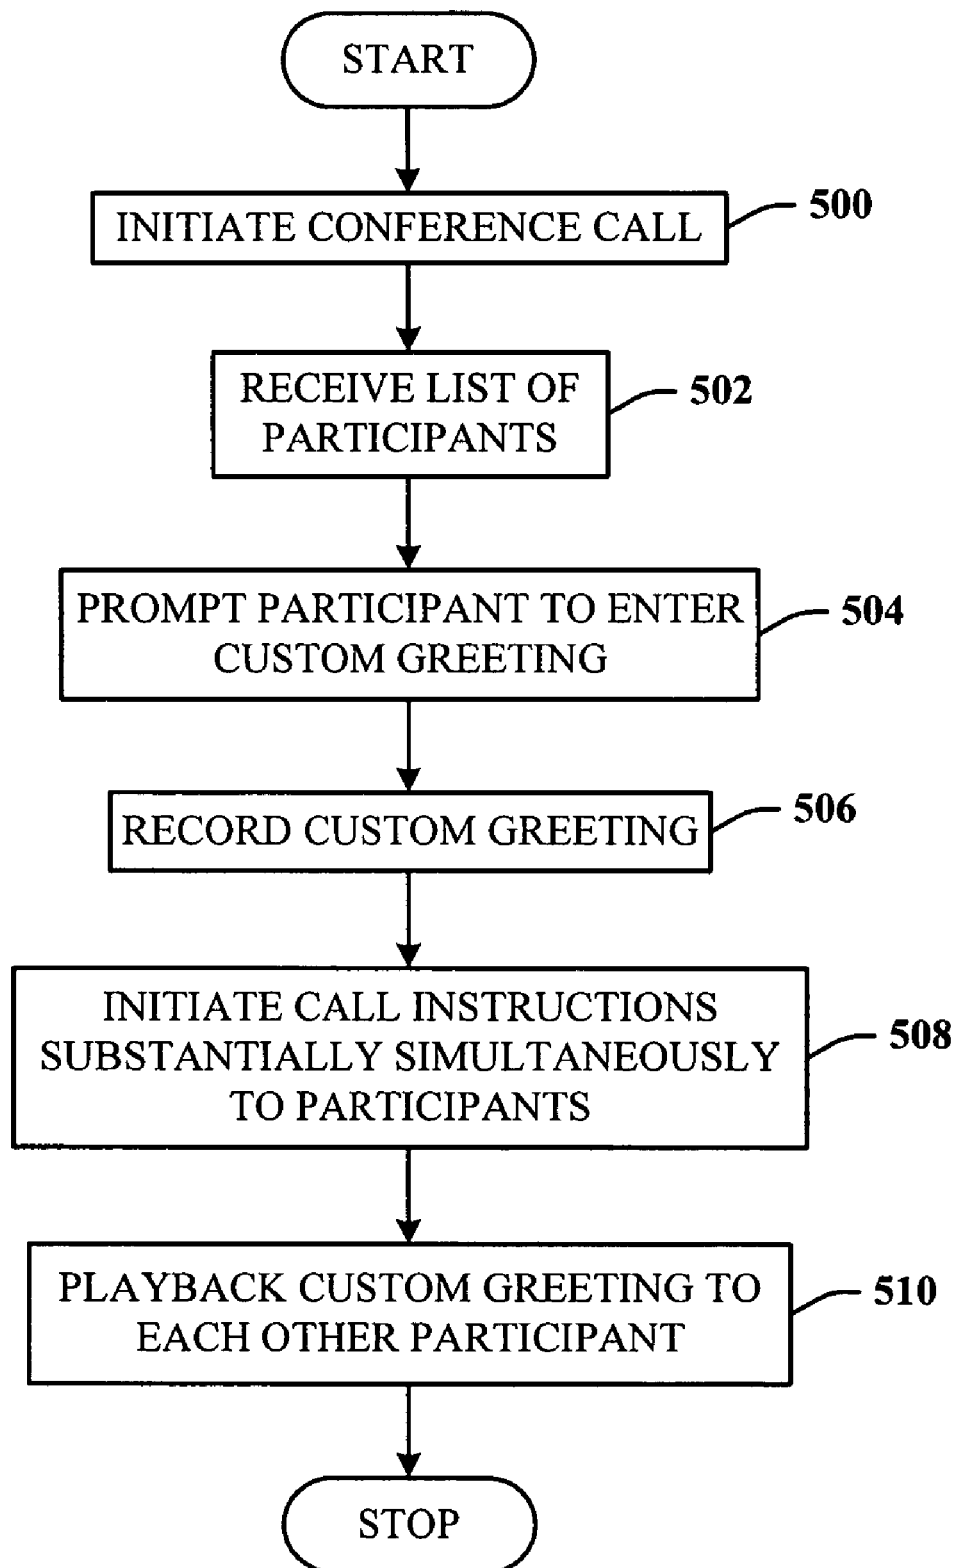 START
INITIATE CONFERENCE CALL
500
RECEIVE LIST OF
PARTICIPANTS
502
PROMPT PARTICIPANT TO ENTER
CUSTOM GREETING
504
RECORD CUSTOM GREETING
506
INITIATE CALL INSTRUCTIONS
SUBSTANTIALLY SIMULTANEOUSLY
TO PARTICIPANTS
508
PLAYBACK CUSTOM GREETING TO
EACH OTHER PARTICIPANT
510
STOP